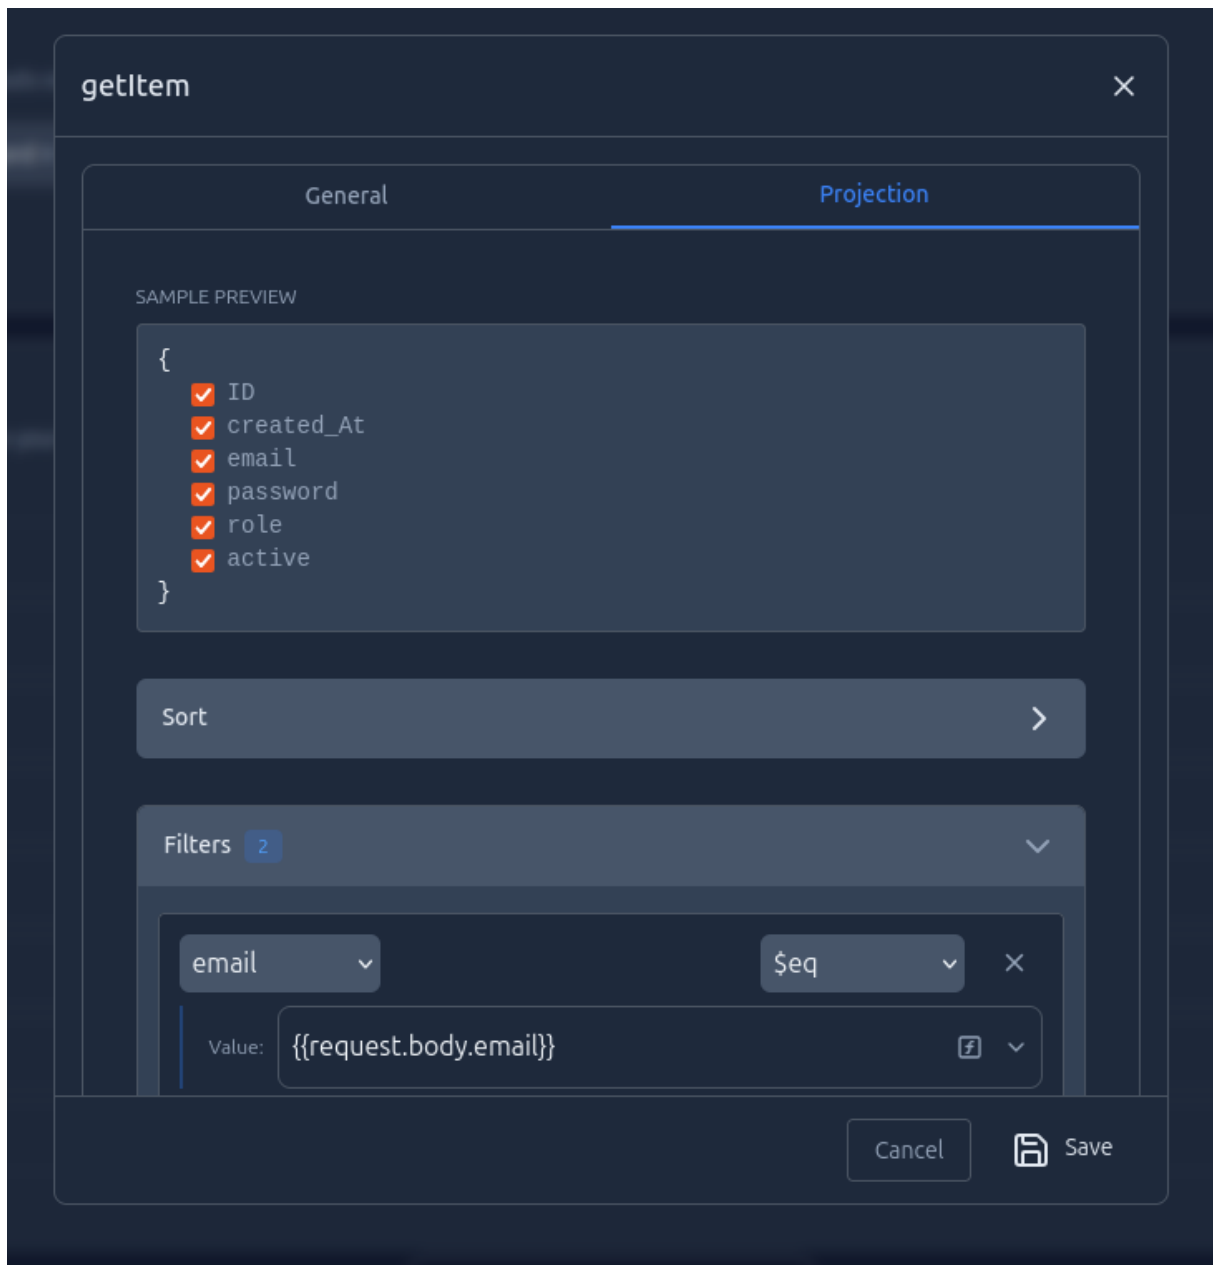 getItem
General
Projection
SAMPLE PREVIEW
{
ID
created_At
email
password
role
active
}
Sort
Filters 2
email $eq
Value: {{request.body.email}}
Cancel Save